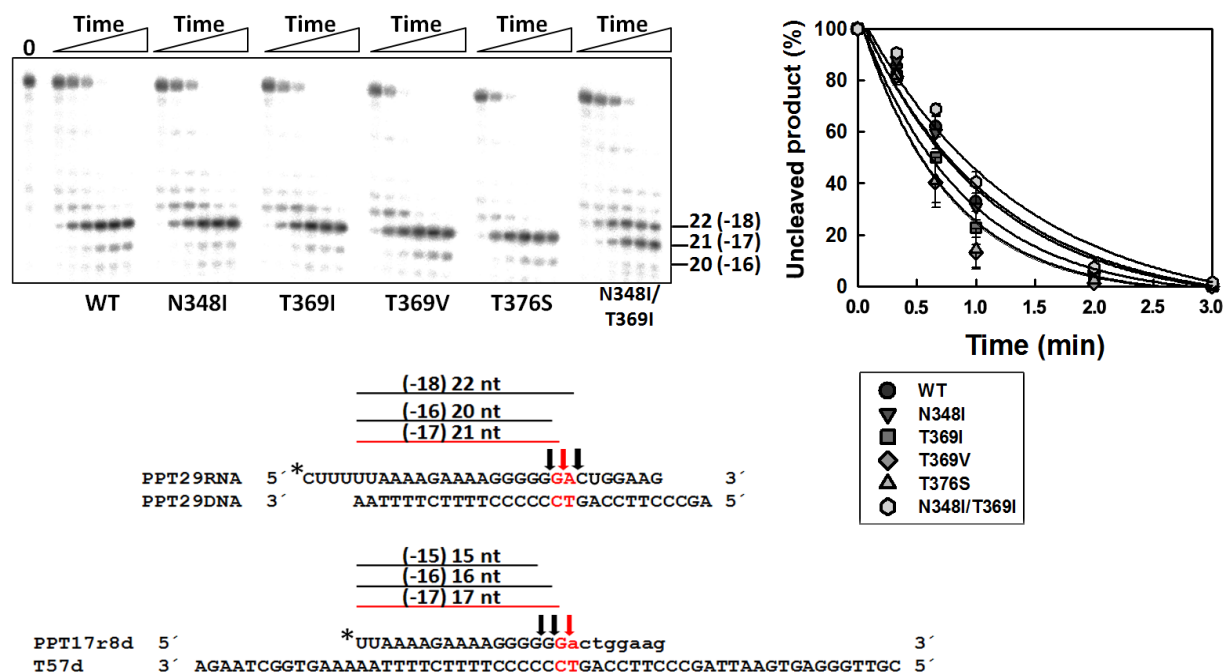 Time Time Time Time Time Time
0
22 (-18)
21 (-17)
20 (-16)
WT N348I T369I T369V T376S N348I/
T369I
Uncleaved product (%)
100
80
60
40
20
0
0.0 0.5 1.0 1.5 2.0 2.5 3.0
Time (min)
WT
N348I
T369I
T369V
T376S
N348I/T369I
(-18) 22 nt
(-16) 20 nt
(-17) 21 nt
PPT29RNA 5´ *CUUUUUAAAAGAAAAGGGGGGACUGGAAG 3´
PPT29DNA 3´ AATTTTCTTTTCCCCCCTGACCTTCCCGA 5´
(-15) 15 nt
(-16) 16 nt
(-17) 17 nt
PPT17r8d 5´ *UUAAAAGAAAAGGGGGGactggaag 3´
T57d 3´ AGAATCGGTGAAAAATTTTCTTTTCCCCCCTGACCTTCCCGATTAAGTGAGGGTTGC 5´